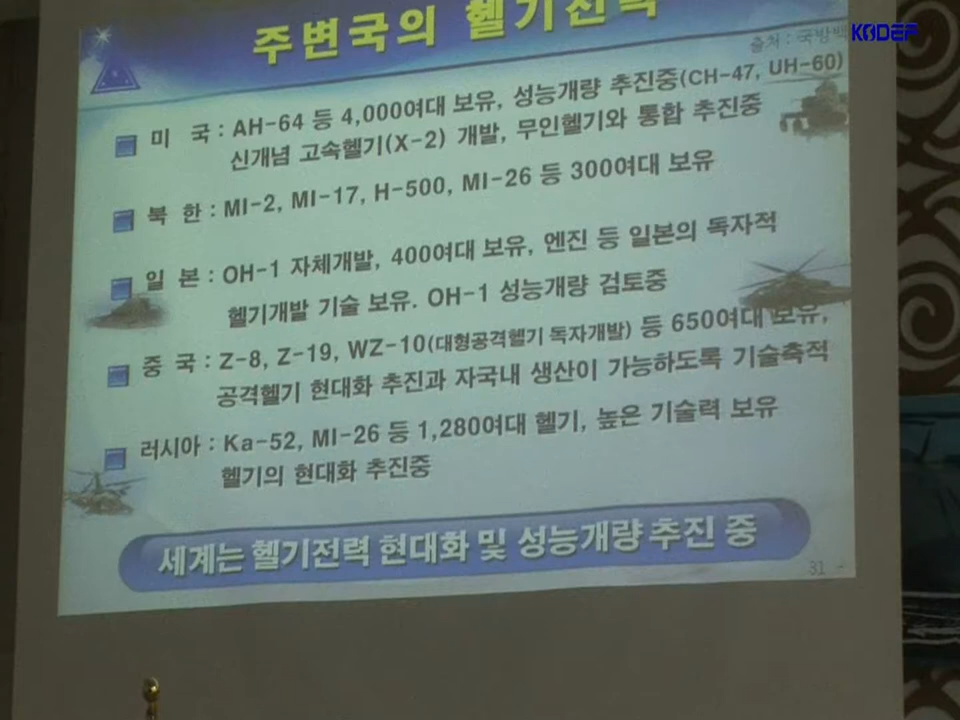 주변국의 헬기전력
KODEF
출처 : 국방백
미 국 : AH-64 등 4,000여대 보유, 성능개량 추진중(CH-47, UH-60)
신개념 고속헬기(X-2) 개발, 무인헬기와 통합 추진중
북 한 : MI-2, MI-17, H-500, MI-26 등 300여대 보유
일 본 : OH-1 자체개발, 400여대 보유, 엔진 등 일본의 독자적
헬기개발 기술 보유. OH-1 성능개량 검토중
중 국 : Z-8, Z-19, WZ-10(대형공격헬기 독자개발) 등 650여대 보유,
공격헬기 현대화 추진과 자국내 생산이 가능하도록 기술축적
러시아 : Ka-52, MI-26 등 1,280여대 헬기, 높은 기술력 보유
헬기의 현대화 추진중
세계는 헬기전력 현대화 및 성능개량 추진 중
31